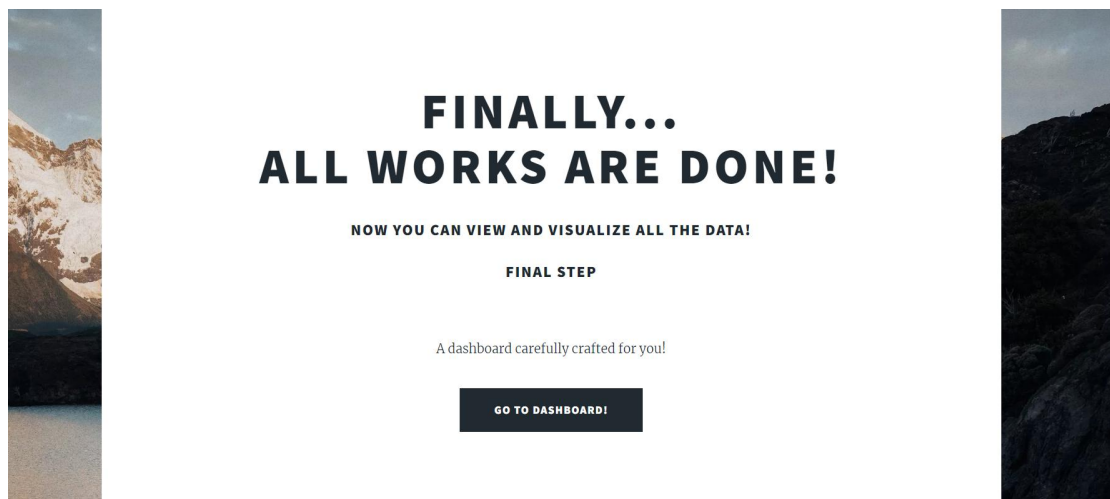 FINALLY...
ALL WORKS ARE DONE!
NOW YOU CAN VIEW AND VISUALIZE ALL THE DATA!
FINAL STEP
A dashboard carefully crafted for you!
GO TO DASHBOARD!